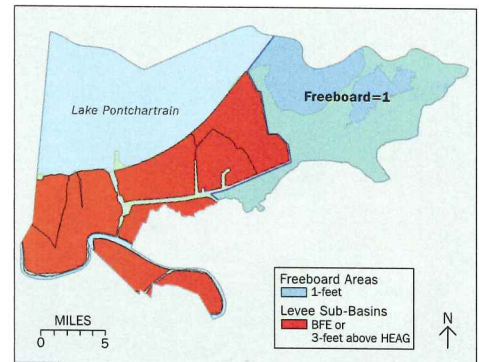 Lake Pontchartrain
Freeboard=1
Freeboard Areas
1-feet
Levee Sub-Basins
BFE or
3-feet above HEAG
MILES
0 5
N